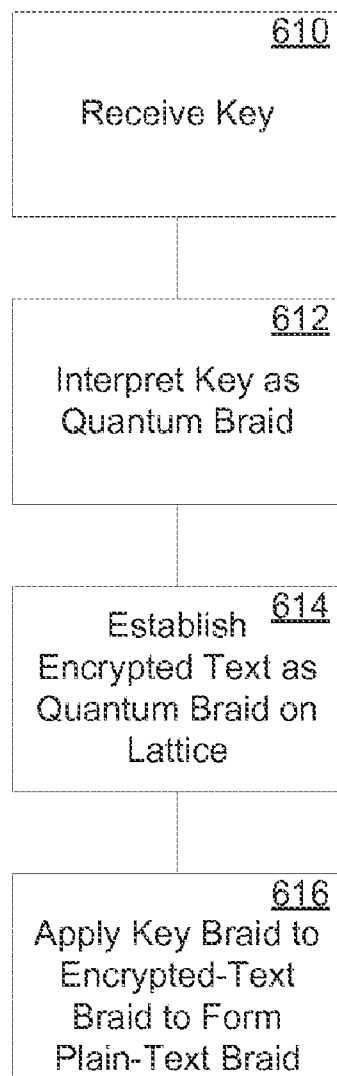 610
Receive Key
612
Interpret Key as
Quantum Braid
614
Establish
Encrypted Text as
Quantum Braid on
Lattice
616
Apply Key Braid to
Encrypted-Text
Braid to Form
Plain-Text Braid